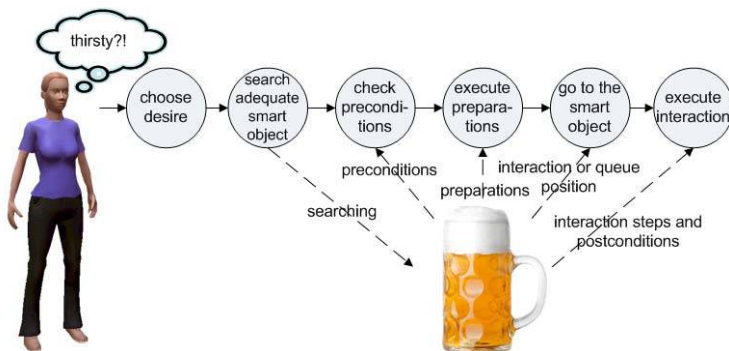 thirsty?!
choose
desire
search
adequate
smart
object
check
precondi-
tions
execute
prepara-
tions
go to the
smart
object
execute
interaction
preconditions
preparations
interaction or queue
position
searching
interaction steps and
postconditions